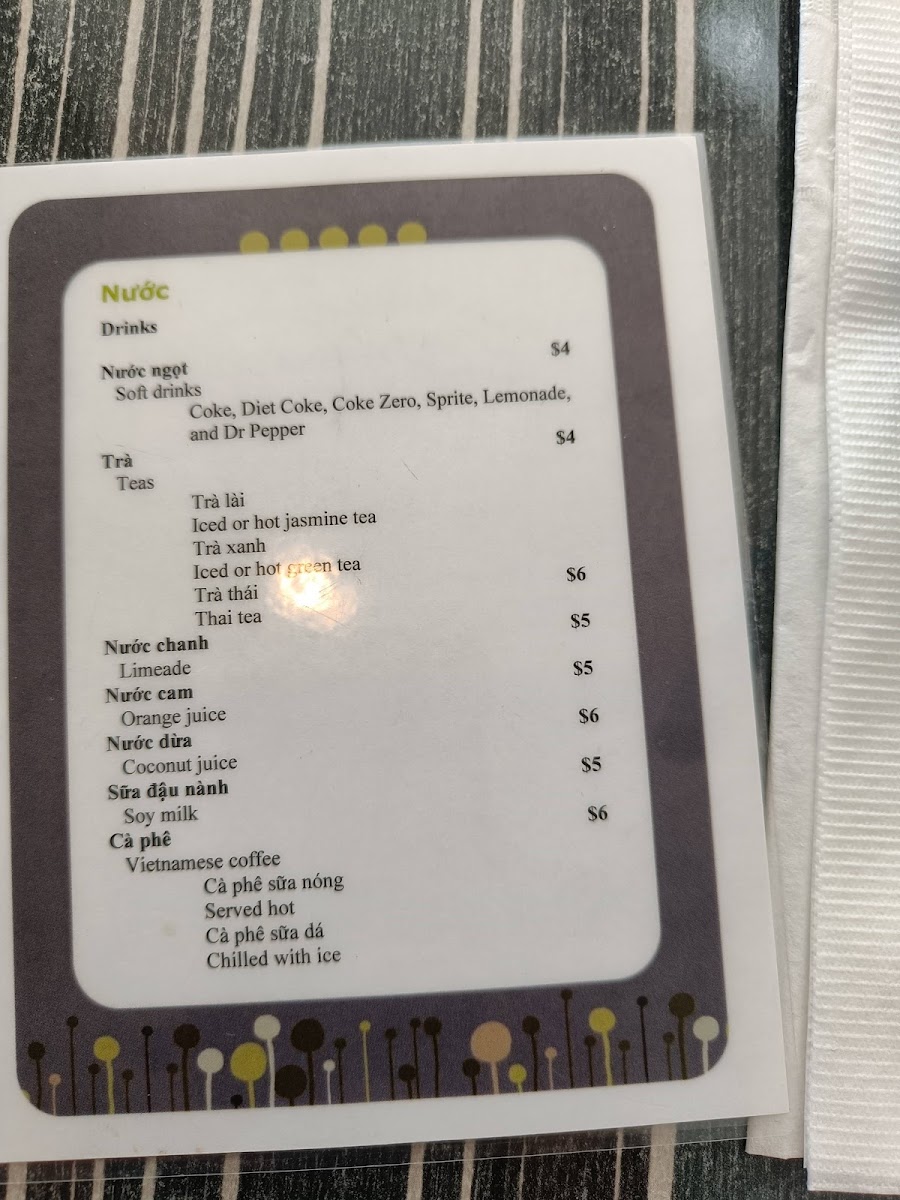 Nước
Drinks
$4
Nước ngọt
Soft drinks
Coke, Diet Coke, Coke Zero, Sprite, Lemonade,
and Dr Pepper
$4
Trà
Teas
Trà lài
Iced or hot jasmine tea
Trà xanh
Iced or hot green tea
$6
Trà thái
Thai tea
$5
Nước chanh
Limeade
$5
Nước cam
Orange juice
$6
Nước dừa
Coconut juice
$5
Sữa đậu nành
Soy milk
$6
Cà phê
Vietnamese coffee
Cà phê sữa nóng
Served hot
Cà phê sữa dá
Chilled with ice